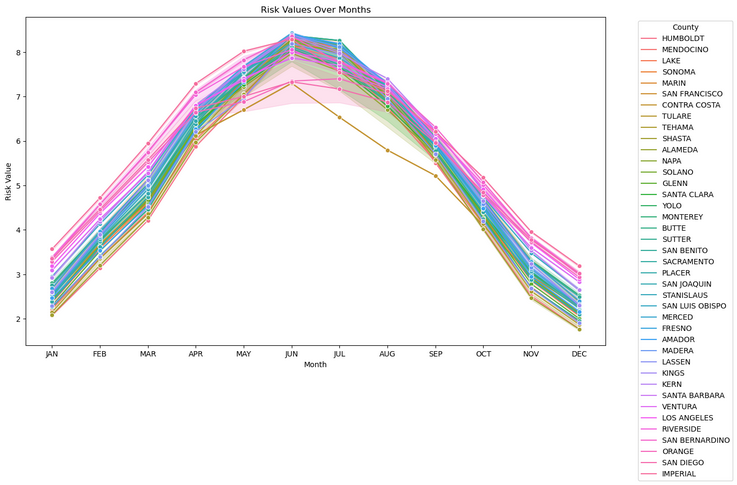 Risk Values Over Months
Risk Value
8
7
6
5
4
3
2
JAN FEB MAR APR MAY JUN JUL AUG SEP OCT NOV DEC
Month
County
HUMBOLDT
MENDOCINO
LAKE
SONOMA
MARIN
SAN FRANCISCO
CONTRA COSTA
TULARE
TEHAMA
SHASTA
ALAMEDA
NAPA
SOLANO
GLENN
SANTA CLARA
YOLO
MONTEREY
BUTTE
SUTTER
SAN BENITO
SACRAMENTO
PLACER
SAN JOAQUIN
STANISLAUS
SAN LUIS OBISPO
MERCED
FRESNO
AMADOR
MADERA
LASSEN
KINGS
KERN
SANTA BARBARA
VENTURA
LOS ANGELES
RIVERSIDE
SAN BERNARDINO
ORANGE
SAN DIEGO
IMPERIAL